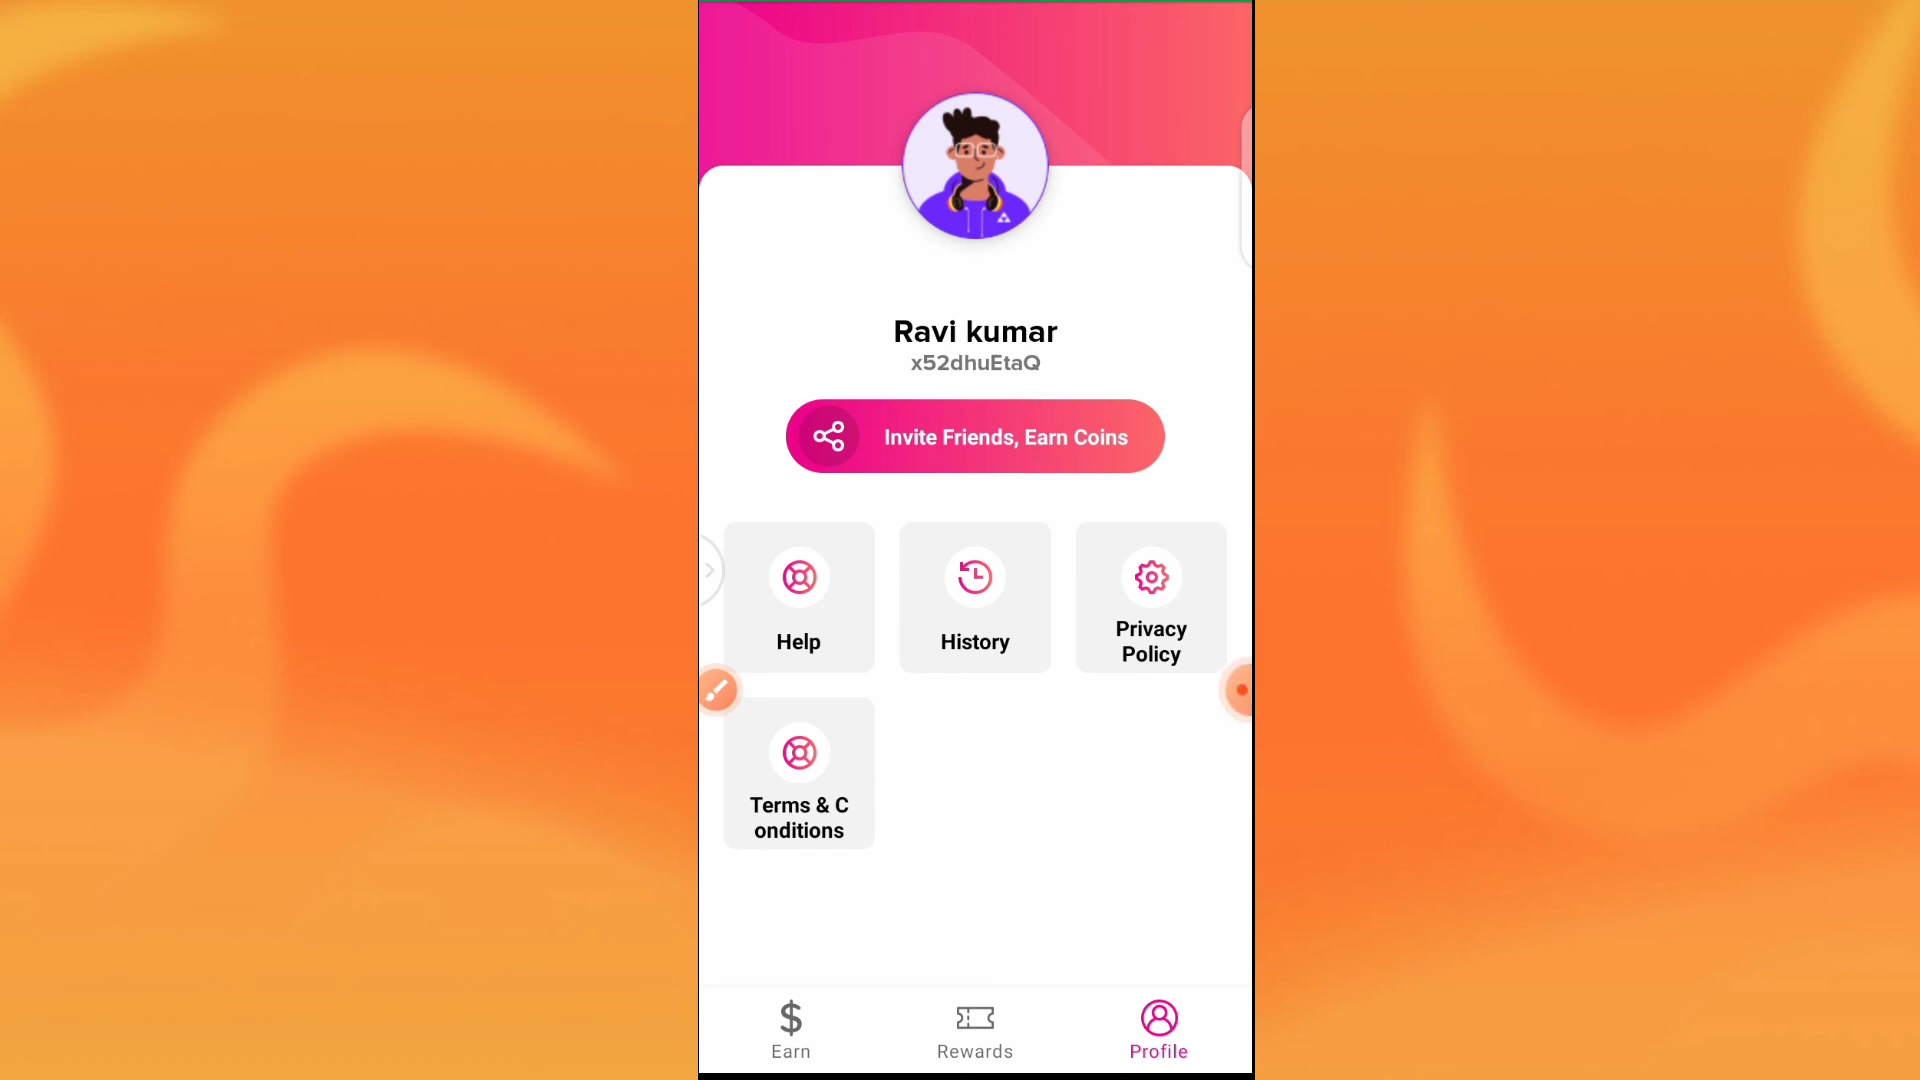 Ravi kumar
x52dhuEtaQ
Invite Friends, Earn Coins
Help
History
Privacy
Policy
Terms & C
onditions
$
Earn
Rewards
Profile